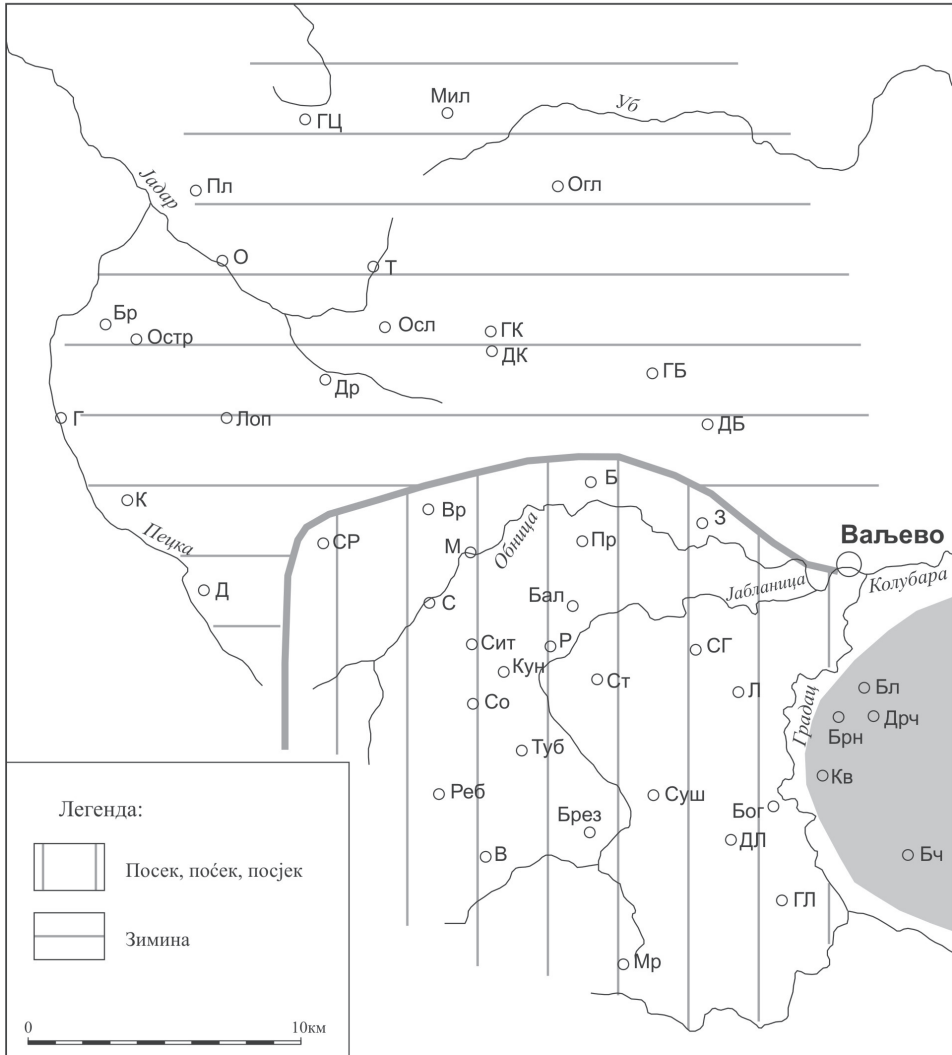 Мил
Уб
ГЦ
Јадар
Пл
Огл
О
Т
Бр
Остр
Осл
ГК
ДК
ГБ
Др
Г
Лоп
ДБ
К
Вр
Б
З
Пецка
СР
М
Обница
Пр
Ваљево
Д
С
Бал
Јабланица
Колубара
Сит
Р
СГ
Кун
Ст
Л
Бл
Со
Градац
Брн
Дрч
Туб
Кв
Реб
Суш
Бог
Брез
ДЛ
В
Бч
ГЛ
Мр
Легенда:
Посек, поćек, посјек
Зимина
0 10км